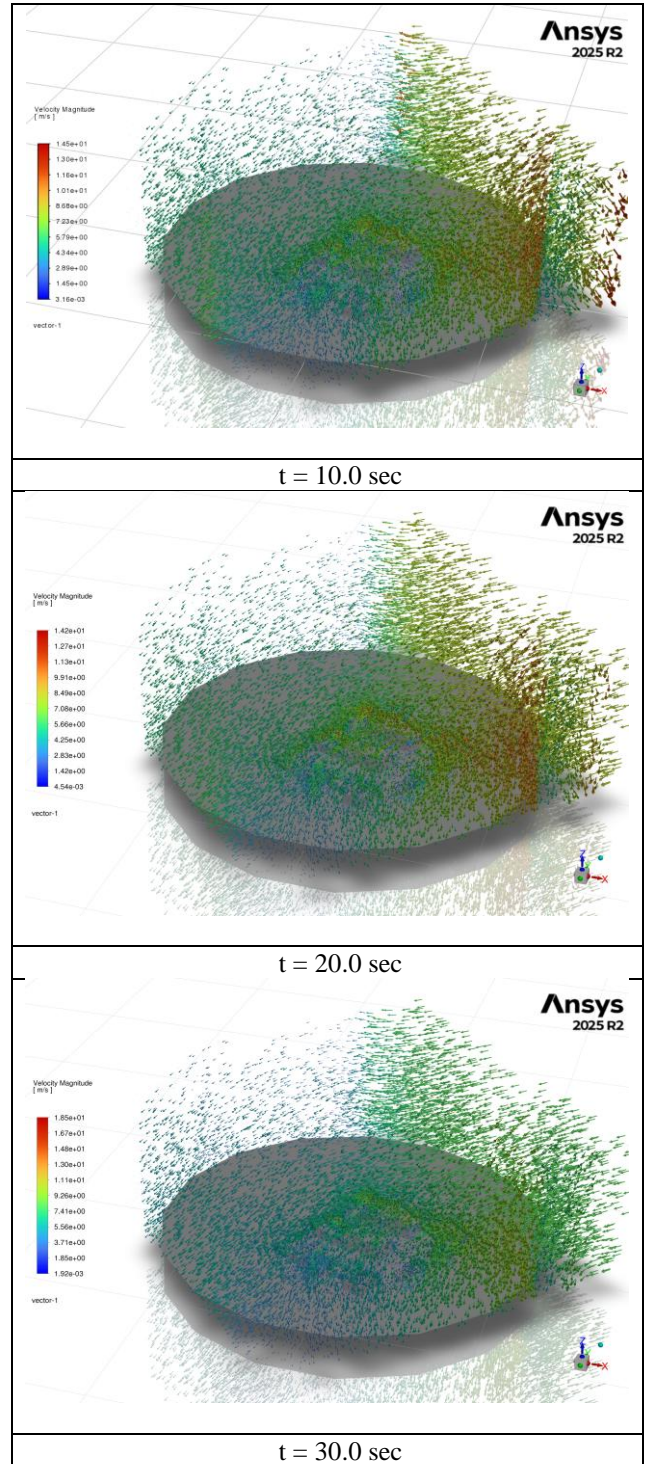 Ansys
2025 R2
Velocity Magnitude
[ m/s ]
1.45e+01
1.30e+01
1.16e+01
1.01e+01
8.68e+00
7.23e+00
5.79e+00
4.34e+00
2.89e+00
1.45e+00
3.16e-03
vector-1
Z
X
t = 10.0 sec
Ansys
2025 R2
Velocity Magnitude
[ m/s ]
1.42e+01
1.27e+01
1.13e+01
9.91e+00
8.49e+00
7.08e+00
5.66e+00
4.25e+00
2.83e+00
1.42e+00
4.54e-03
vector-1
Z
X
t = 20.0 sec
Ansys
2025 R2
Velocity Magnitude
[ m/s ]
1.85e+01
1.67e+01
1.48e+01
1.30e+01
1.11e+01
9.26e+00
7.41e+00
5.56e+00
3.71e+00
1.85e+00
1.92e-03
vector-1
Z
X
t = 30.0 sec